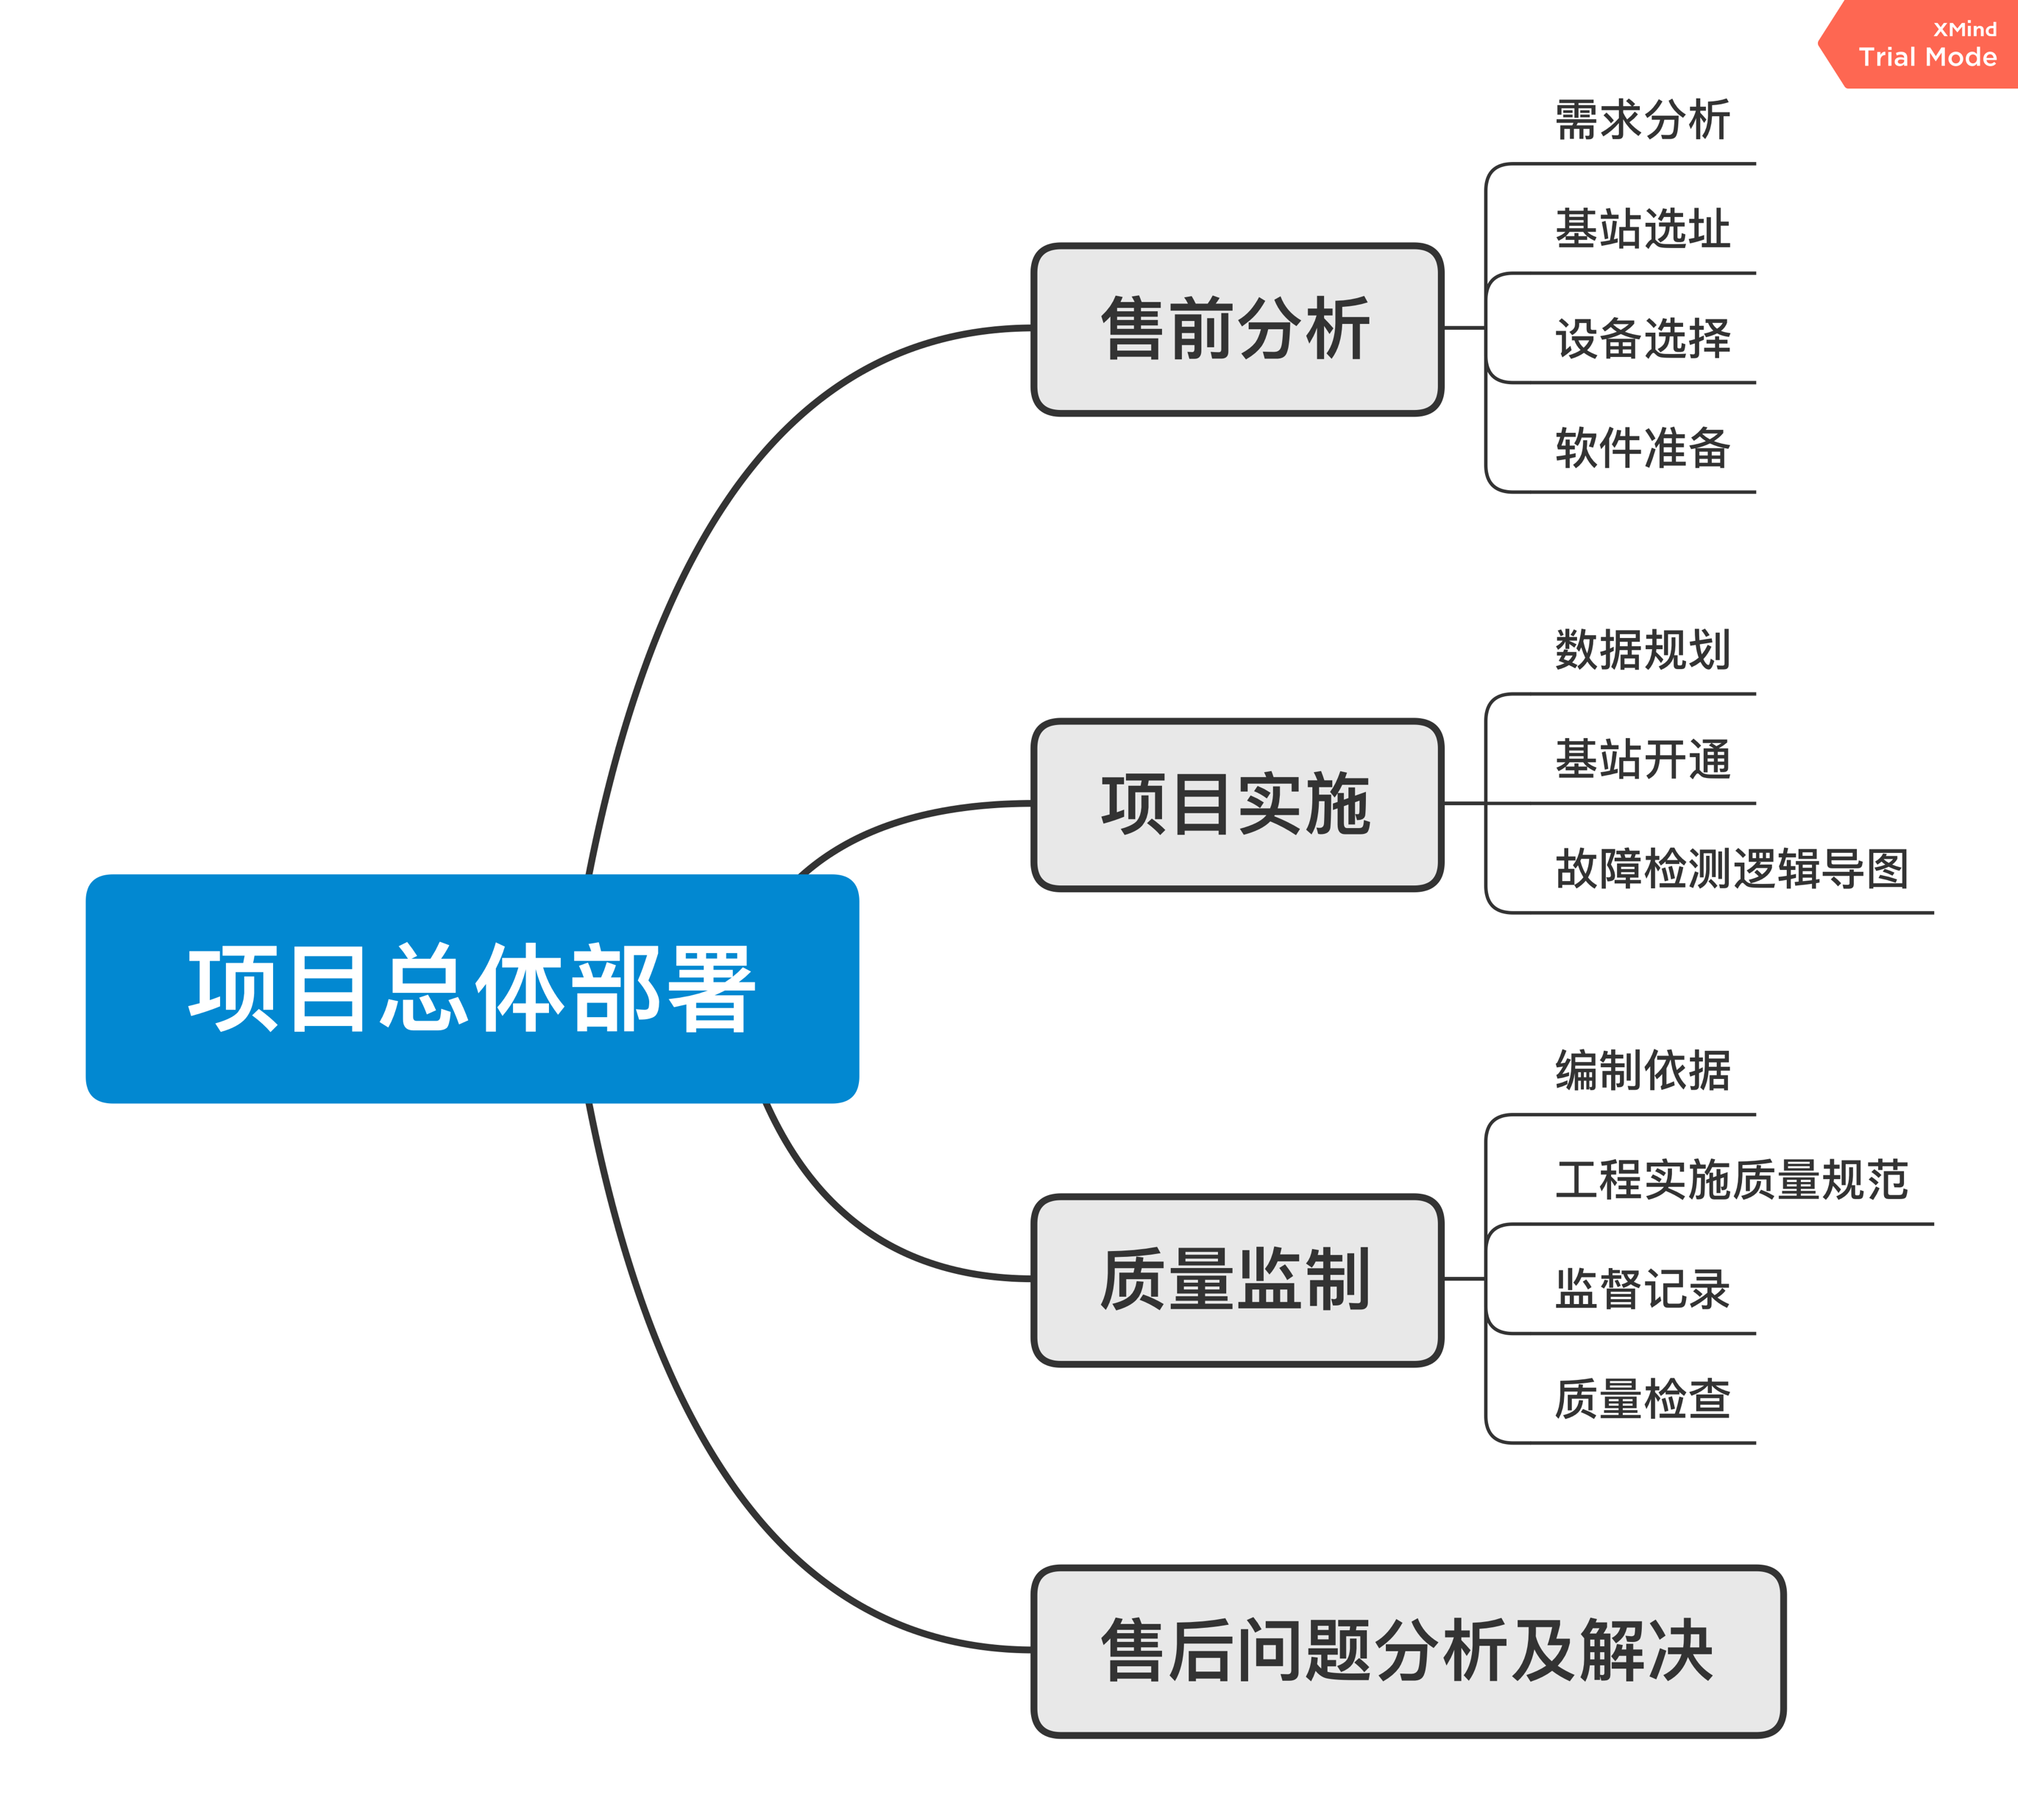 XMind
Trial Mode
项目总体部署
售前分析
需求分析
基站选址
设备选择
软件准备
项目实施
数据规划
基站开通
故障检测逻辑导图
质量监制
编制依据
工程实施质量规范
监督记录
质量检查
售后问题分析及解决